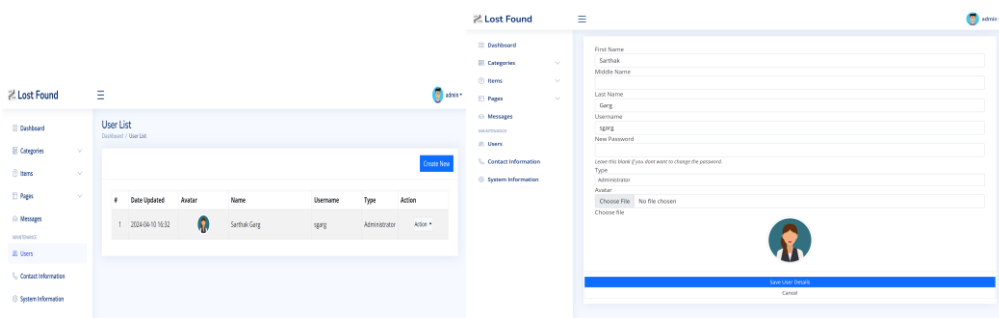 Lost Found
admin
Dashboard
Categories
Items
Pages
Messages
MAINTENANCE
Users
Contact Information
System Information
User List
Dashboard / User List
Create New
# Date Updated Avatar Name Username Type Action
1 2024-04-10 16:32 Sarthak Garg sgarg Administrator Action
Lost Found
admin
Dashboard
Categories
Items
Pages
Messages
MAINTENANCE
Users
Contact Information
System Information
First Name
Sarthak
Middle Name
Last Name
Garg
Username
sgarg
New Password
Leave this blank if you dont want to change the password.
Type
Administrator
Avatar
Choose File No file chosen
Choose file
Save User Details
Cancel